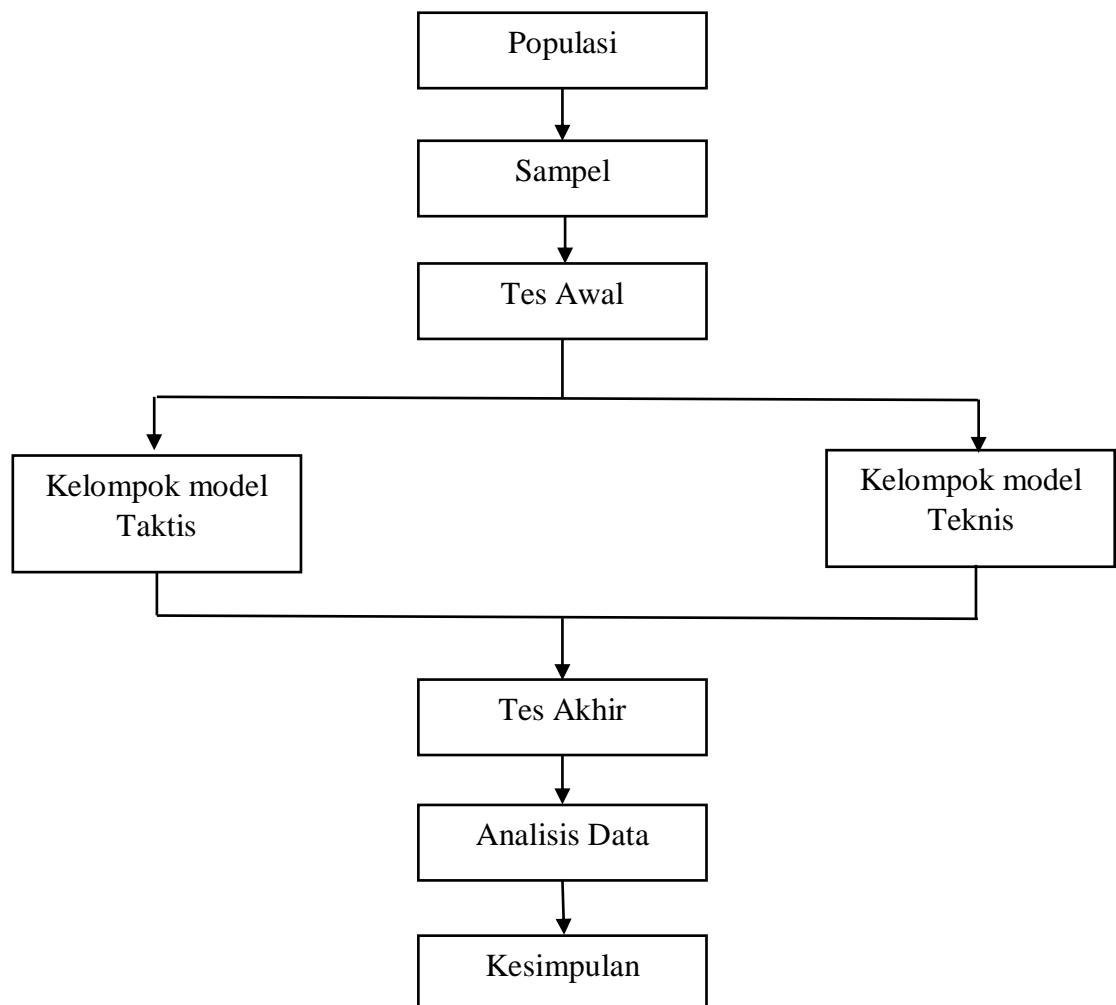 Populasi
Sampel
Tes Awal
Kelompok model
Taktis
Kelompok model
Teknis
Tes Akhir
Analisis Data
Kesimpulan